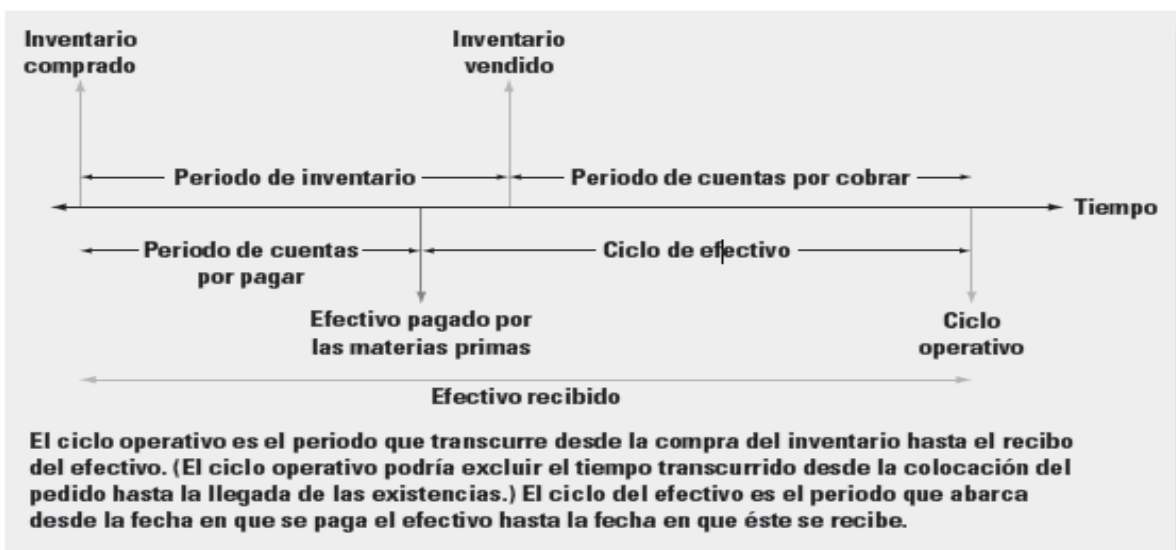 Inventario
comprado
Inventario
vendido
Periodo de inventario
Periodo de cuentas por cobrar
Tiempo
Periodo de cuentas
por pagar
Ciclo de efectivo
Efectivo pagado por
las materias primas
Ciclo
operativo
Efectivo recibido
El ciclo operativo es el periodo que transcurre desde la compra del inventario hasta el recibo
del efectivo. (El ciclo operativo podría excluir el tiempo transcurrido desde la colocación del
pedido hasta la llegada de las existencias.) El ciclo del efectivo es el periodo que abarca
desde la fecha en que se paga el efectivo hasta la fecha en que éste se recibe.